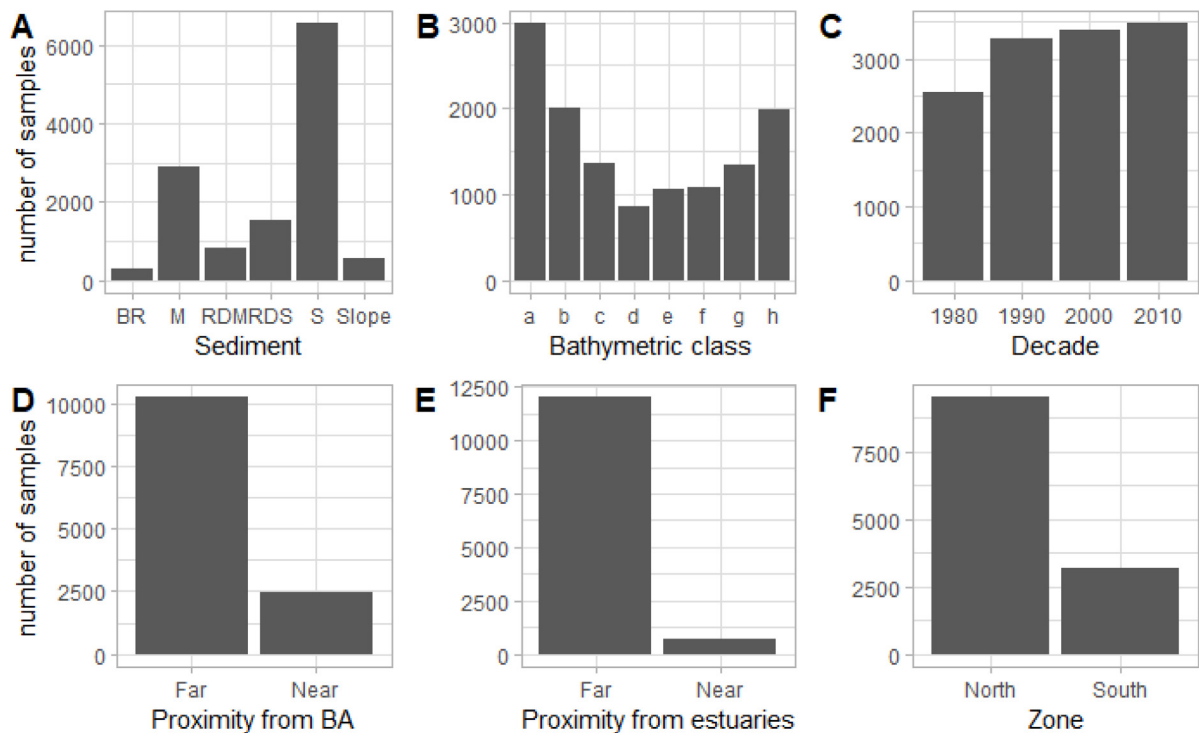 A
number of samples
6000
4000
2000
0
BR M RDM RDS S Slope
Sediment
B
3000
2000
1000
0
a b c d e f g h
Bathymetric class
C
3000
2000
1000
0
1980 1990 2000 2010
Decade
D
number of samples
10000
7500
5000
2500
0
Far Near
Proximity from BA
E
12500
10000
7500
5000
2500
0
Far Near
Proximity from estuaries
F
7500
5000
2500
0
North South
Zone